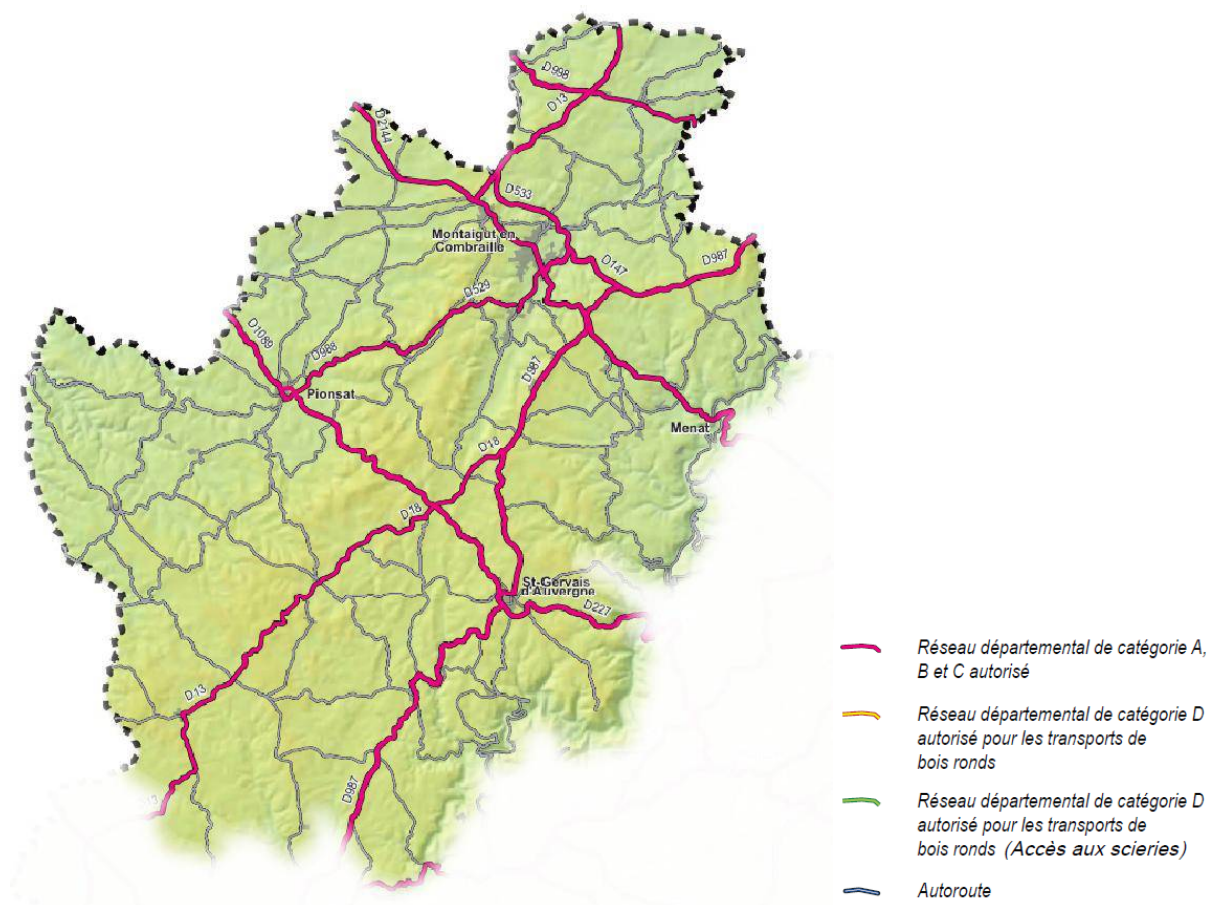 D998
D13
D2144
D533
Montaigut en
Combraille
D147
D987
D529
D1089
D988
Pionsat
D987
Menat
D18
D18
St-Gervais
d'Auvergne
D227
D13
D987
Réseau départemental de catégorie A,
B et C autorisé
Réseau départemental de catégorie D
autorisé pour les transports de
bois ronds
Réseau départemental de catégorie D
autorisé pour les transports de
bois ronds (Accès aux scieries)
Autoroute